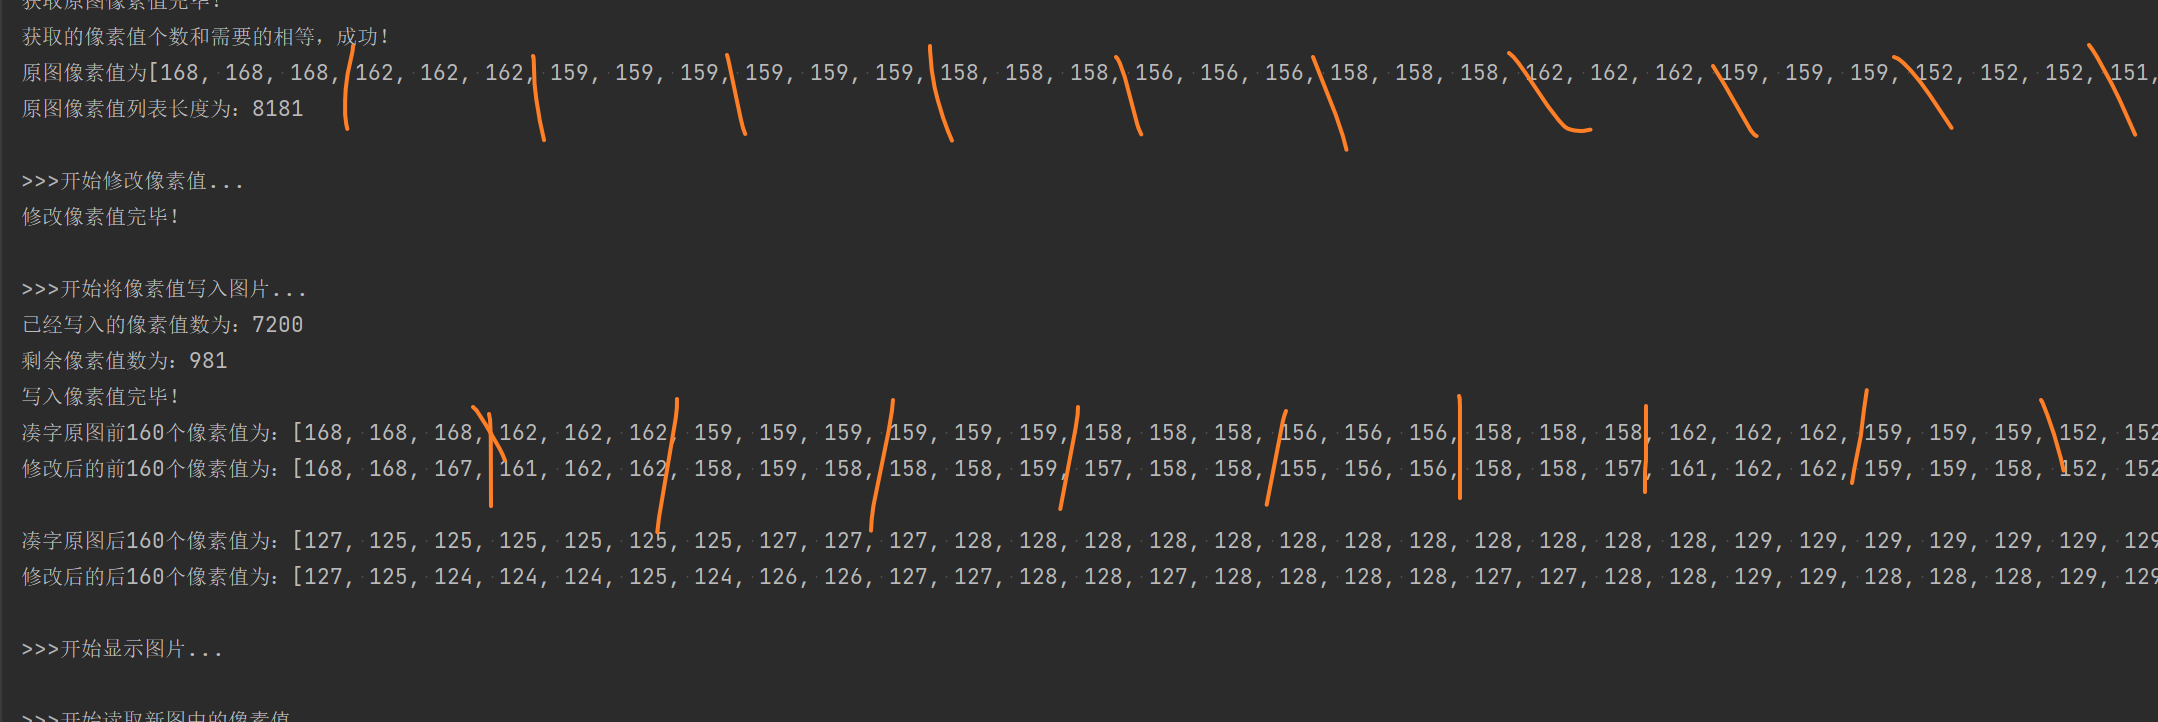 获取原图像素值完毕!
获取的像素值个数和需要的相等, 成功!
原图像素值为[168, 168, 168, 162, 162, 162, 159, 159, 159, 159, 159, 159, 158, 158, 158, 156, 156, 156, 158, 158, 158, 162, 162, 162, 159, 159, 159, 152, 152, 152, 151,
原图像素值列表长度为: 8181
>>>开始修改像素值...
修改像素值完毕!
>>>开始将像素值写入图片...
已经写入的像素值数为: 7200
剩余像素值数为: 981
写入像素值完毕!
凑字原图前160个像素值为: [168, 168, 168, 162, 162, 162, 159, 159, 159, 159, 159, 159, 158, 158, 158, 156, 156, 156, 158, 158, 158, 162, 162, 162, 159, 159, 159, 152, 152
修改后的前160个像素值为: [168, 168, 167, 161, 162, 162, 158, 159, 158, 158, 158, 159, 157, 158, 158, 155, 156, 156, 158, 158, 157, 161, 162, 162, 159, 159, 158, 152, 152
凑字原图后160个像素值为: [127, 125, 125, 125, 125, 125, 125, 127, 127, 127, 128, 128, 128, 128, 128, 128, 128, 128, 128, 128, 128, 128, 129, 129, 129, 129, 129, 129, 129
修改后的后160个像素值为: [127, 125, 124, 124, 124, 125, 124, 126, 126, 127, 127, 128, 128, 127, 128, 128, 128, 128, 127, 127, 128, 128, 129, 129, 128, 128, 128, 129, 129
>>>开始显示图片...
>>>开始读取新图中的像素值